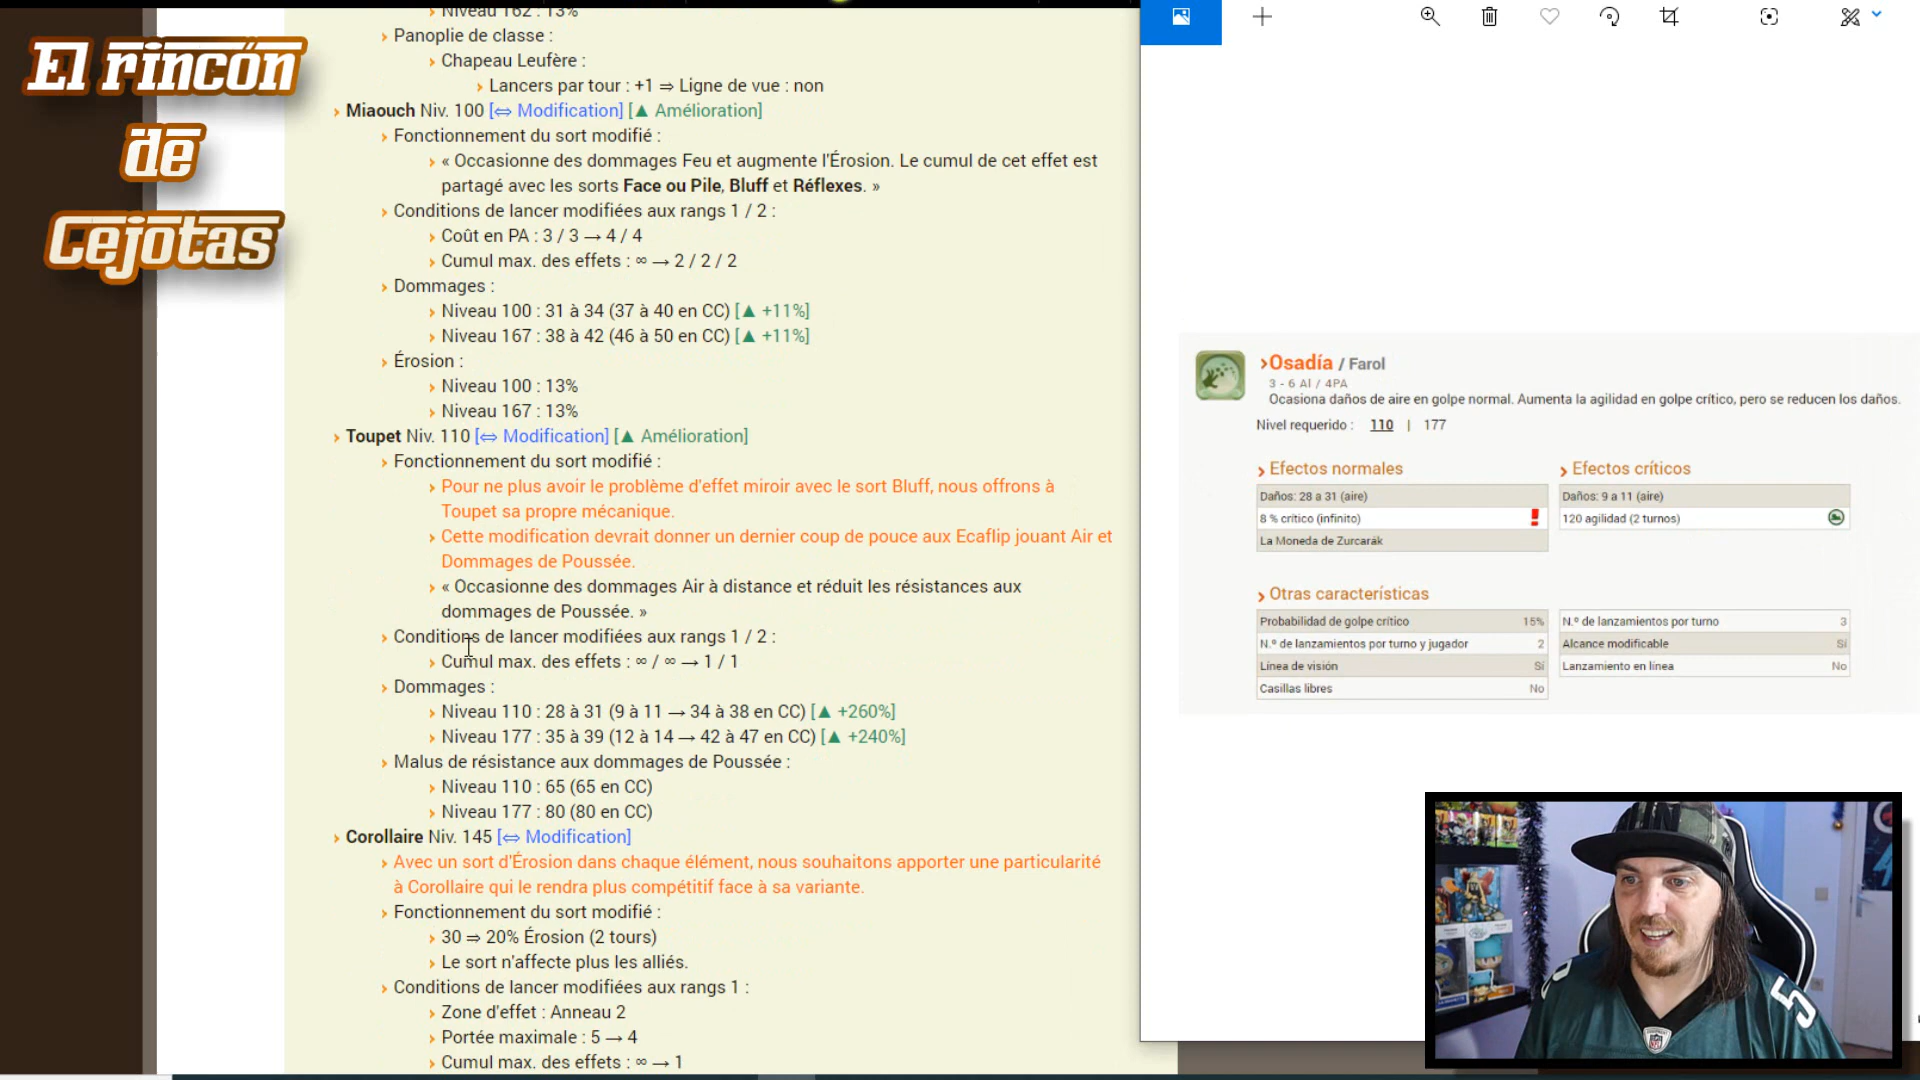 El rincón
de
Cejotas
Niveau 162 : 13%
Panoplie de classe :
Chapeau Leufère :
Lancers par tour : +1 ⇒ Ligne de vue : non
Miaouch Niv. 100 [⇔ Modification] [▲ Amélioration]
Fonctionnement du sort modifié :
« Occasionne des dommages Feu et augmente l'Érosion. Le cumul de cet effet est
partagé avec les sorts Face ou Pile, Bluff et Réflexes. »
Conditions de lancer modifiées aux rangs 1 / 2 :
Coût en PA : 3 / 3 → 4 / 4
Cumul max. des effets : ∞ → 2 / 2 / 2
Dommages :
Niveau 100 : 31 à 34 (37 à 40 en CC) [▲ +11%]
Niveau 167 : 38 à 42 (46 à 50 en CC) [▲ +11%]
Érosion :
Niveau 100 : 13%
Niveau 167 : 13%
Toupet Niv. 110 [⇔ Modification] [▲ Amélioration]
Fonctionnement du sort modifié :
Pour ne plus avoir le problème d'effet miroir avec le sort Bluff, nous offrons à
Toupet sa propre mécanique.
Cette modification devrait donner un dernier coup de pouce aux Ecaflip jouant Air et
Dommages de Poussée.
« Occasionne des dommages Air à distance et réduit les résistances aux
dommages de Poussée. »
Conditions de lancer modifiées aux rangs 1 / 2 :
Cumul max. des effets : ∞ / ∞ → 1 / 1
Dommages :
Niveau 110 : 28 à 31 (9 à 11 → 34 à 38 en CC) [▲ +260%]
Niveau 177 : 35 à 39 (12 à 14 → 42 à 47 en CC) [▲ +240%]
Malus de résistance aux dommages de Poussée :
Niveau 110 : 65 (65 en CC)
Niveau 177 : 80 (80 en CC)
Corollaire Niv. 145 [⇔ Modification]
Avec un sort d'Érosion dans chaque élément, nous souhaitons apporter une particularité
à Corollaire qui le rendra plus compétitif face à sa variante.
Fonctionnement du sort modifié :
30 ⇒ 20% Érosion (2 tours)
Le sort n'affecte plus les alliés.
Conditions de lancer modifiées aux rangs 1 :
Zone d'effet : Anneau 2
Portée maximale : 5 → 4
Cumul max. des effets : ∞ → 1
Osadía / Farol
3 - 6 Al / 4PA
Ocasiona daños de aire en golpe normal. Aumenta la agilidad en golpe crítico, pero se reducen los daños.
Nivel requerido : 110 | 177
Efectos normales
Daños: 28 a 31 (aire)
8 % crítico (infinito)
La Moneda de Zurcarák
Efectos críticos
Daños: 9 a 11 (aire)
120 agilidad (2 turnos)
Otras características
Probabilidad de golpe crítico 15%
N.º de lanzamientos por turno y jugador 2
Línea de visión Sí
Casillas libres No
N.º de lanzamientos por turno 3
Alcance modificable Sí
Lanzamiento en línea No
5